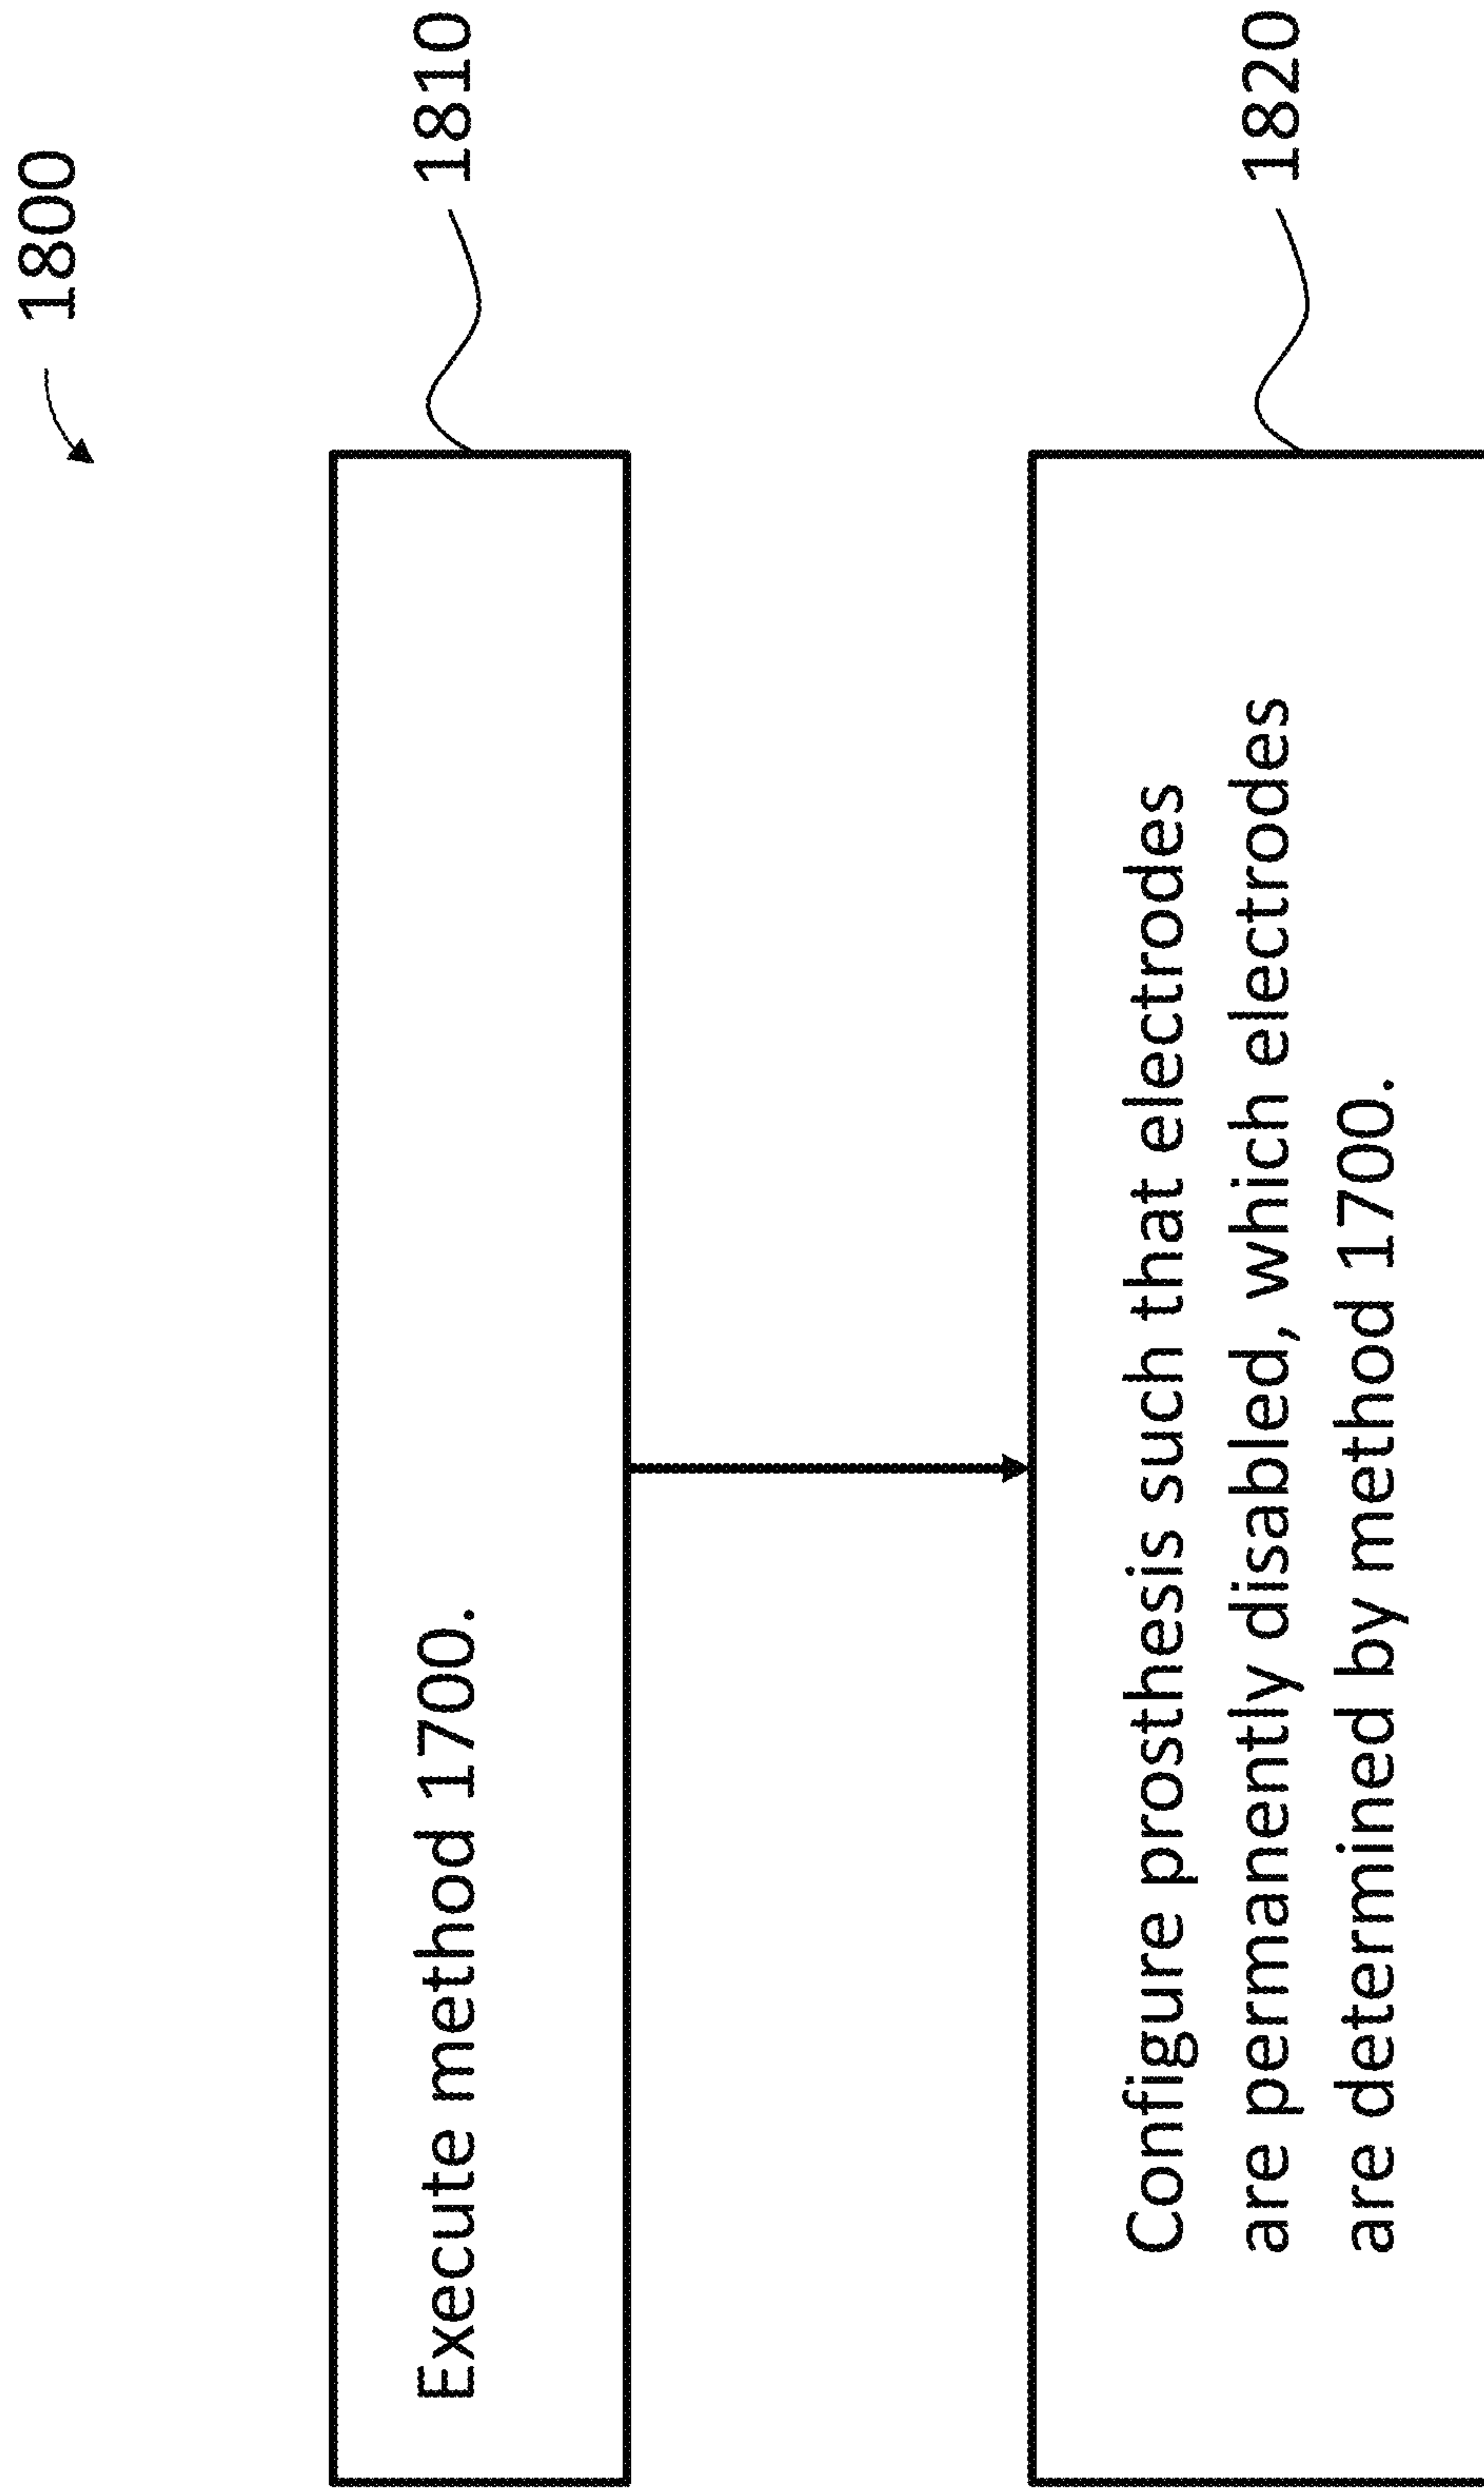 1800
Execute method 1700.
1810
Configure prosthesis such that electrodes
are permanently disabled, which electrodes
are determined by method 1700.
1820